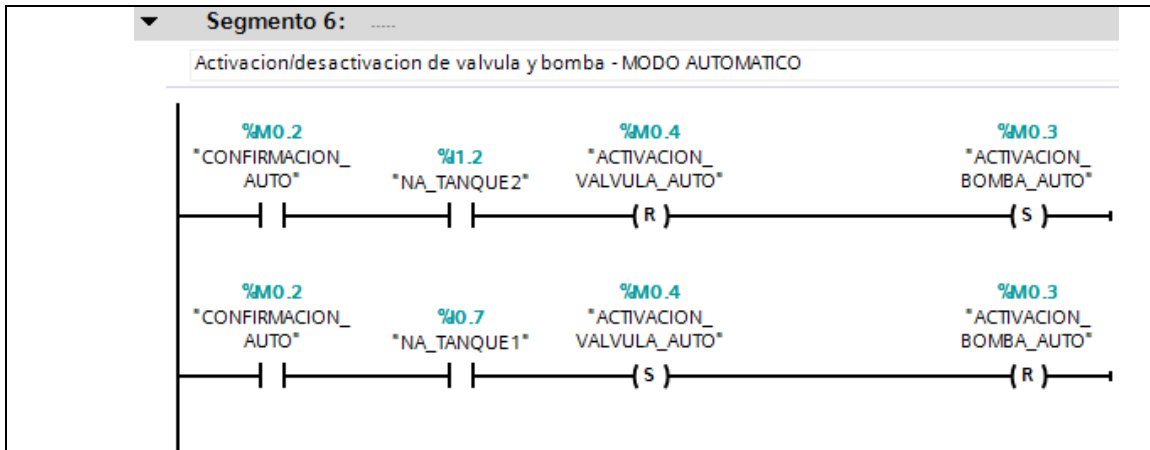 Segmento 6: .....
Activacion/desactivacion de valvula y bomba - MODO AUTOMATICO
%M0.2 %M0.4 %M0.3
"CONFIRMACION_ %I1.2 "ACTIVACION_ "ACTIVACION_
AUTO" "NA_TANQUE2" VALVULA_AUTO" BOMBA_AUTO"
R S
%M0.2 %M0.4 %M0.3
"CONFIRMACION_ %I0.7 "ACTIVACION_ "ACTIVACION_
AUTO" "NA_TANQUE1" VALVULA_AUTO" BOMBA_AUTO"
S R